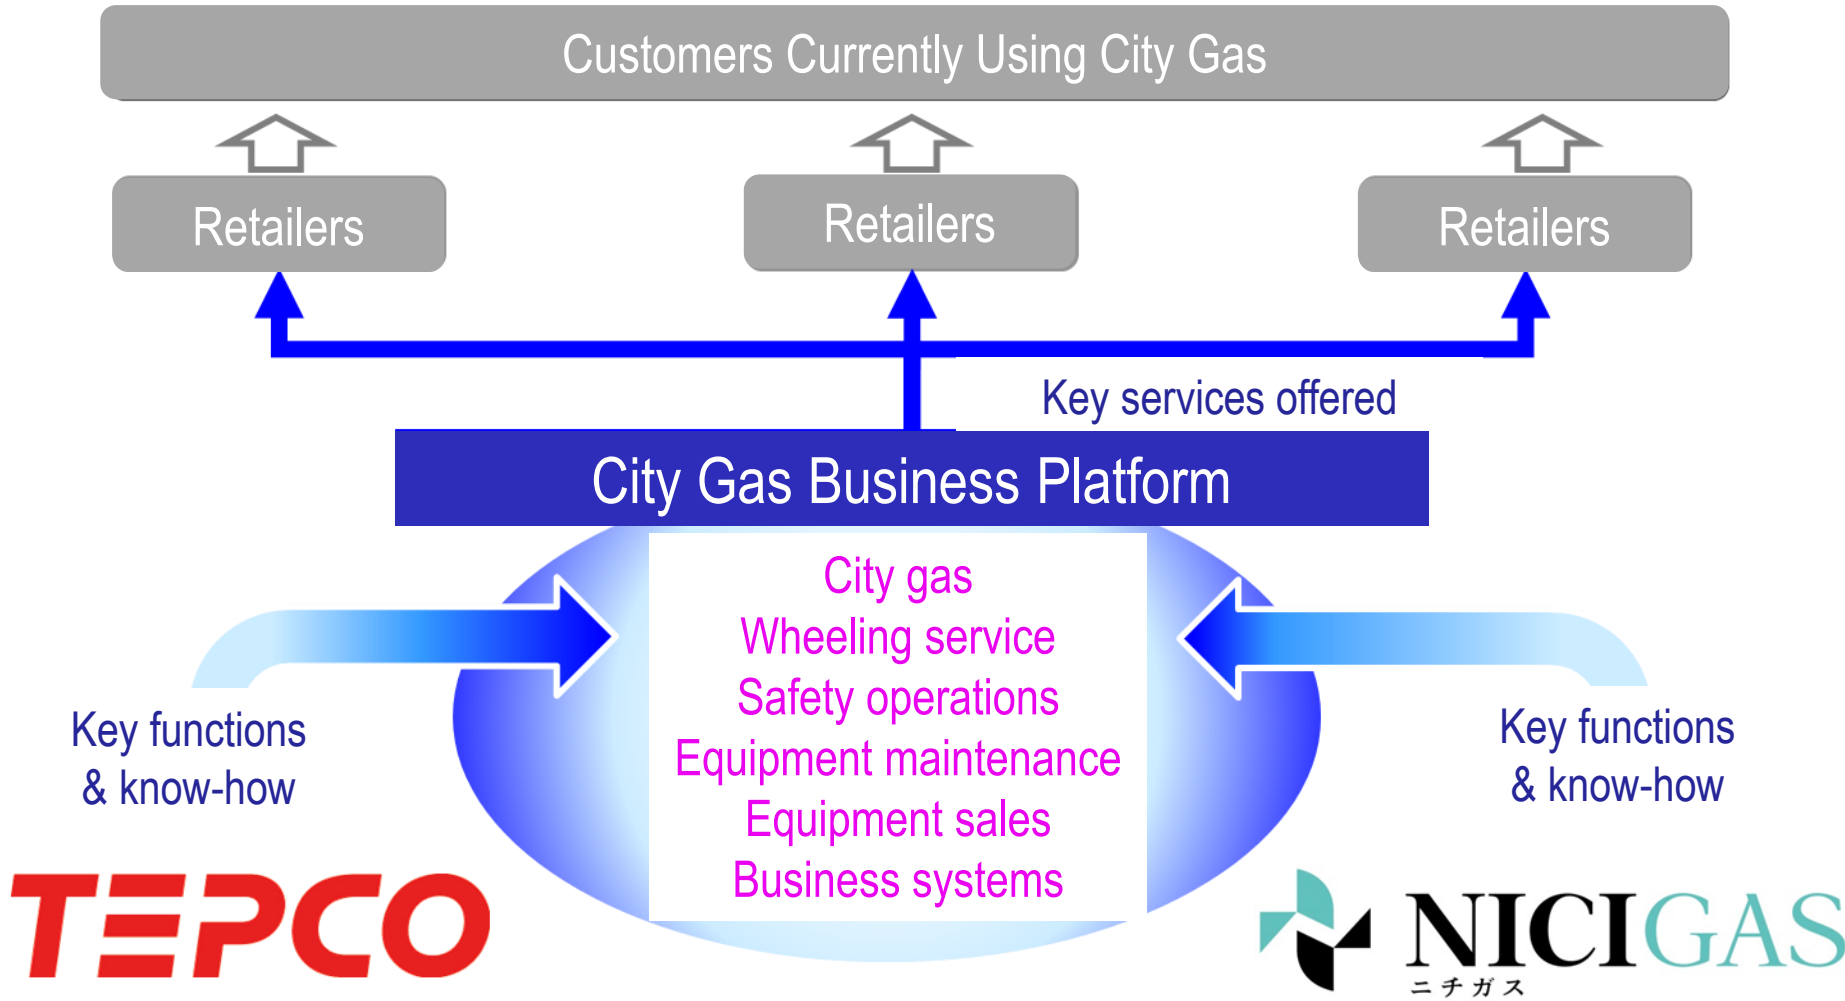 Customers Currently Using City Gas
Retailers
Retailers
Retailers
Key services offered
City Gas Business Platform
City gas
Wheeling service
Safety operations
Equipment maintenance
Equipment sales
Business systems
Key functions
& know-how
Key functions
& know-how
TEPCO
NICIGAS
ニチガス